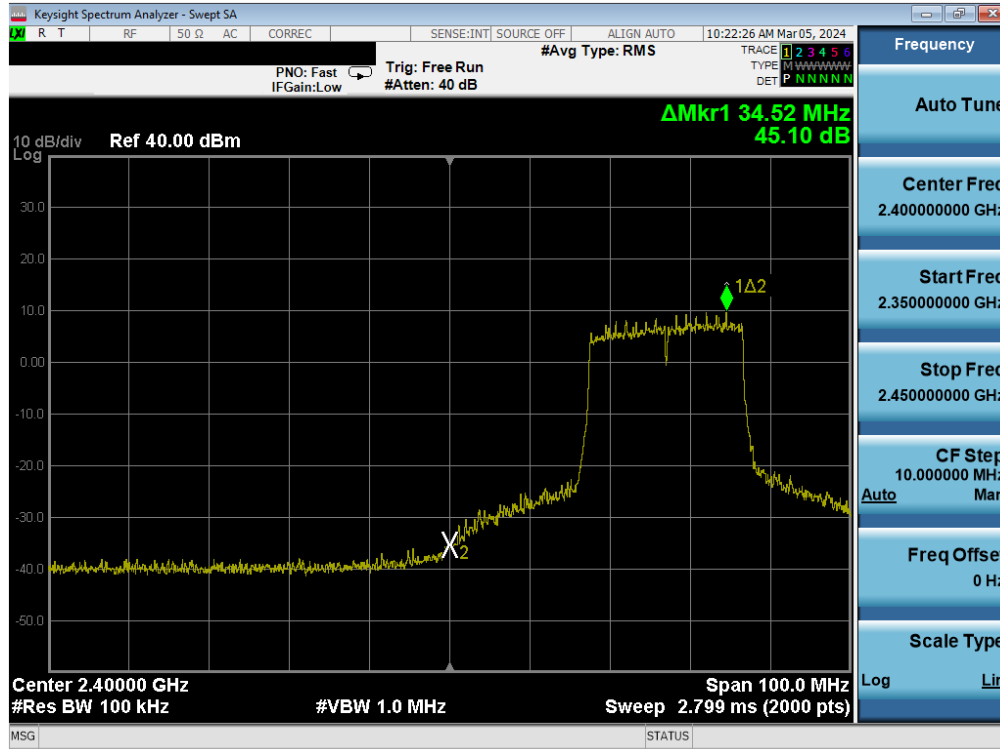 Keysight Spectrum Analyzer - Swept SA
LXI R T RF 50 Ω AC CORREC SENSE:INT SOURCE OFF ALIGN AUTO 10:22:26 AM Mar 05, 2024
#Avg Type: RMS
TRACE 1 2 3 4 5 6
TYPE M WWWWW
DET P N N N N N
PNO: Fast
IFGain:Low
Trig: Free Run
#Atten: 40 dB
ΔMkr1 34.52 MHz
45.10 dB
10 dB/div
Log
Ref 40.00 dBm
30.0
20.0
10.0
0.00
-10.0
-20.0
-30.0
-40.0
-50.0
1Δ2
2
Center 2.40000 GHz
Span 100.0 MHz
#Res BW 100 kHz
#VBW 1.0 MHz
Sweep 2.799 ms (2000 pts)
MSG
STATUS
Frequency
Auto Tune
Center Freq
2.400000000 GHz
Start Freq
2.350000000 GHz
Stop Freq
2.450000000 GHz
CF Step
10.000000 MHz
Auto Man
Freq Offset
0 Hz
Scale Type
Log Lin